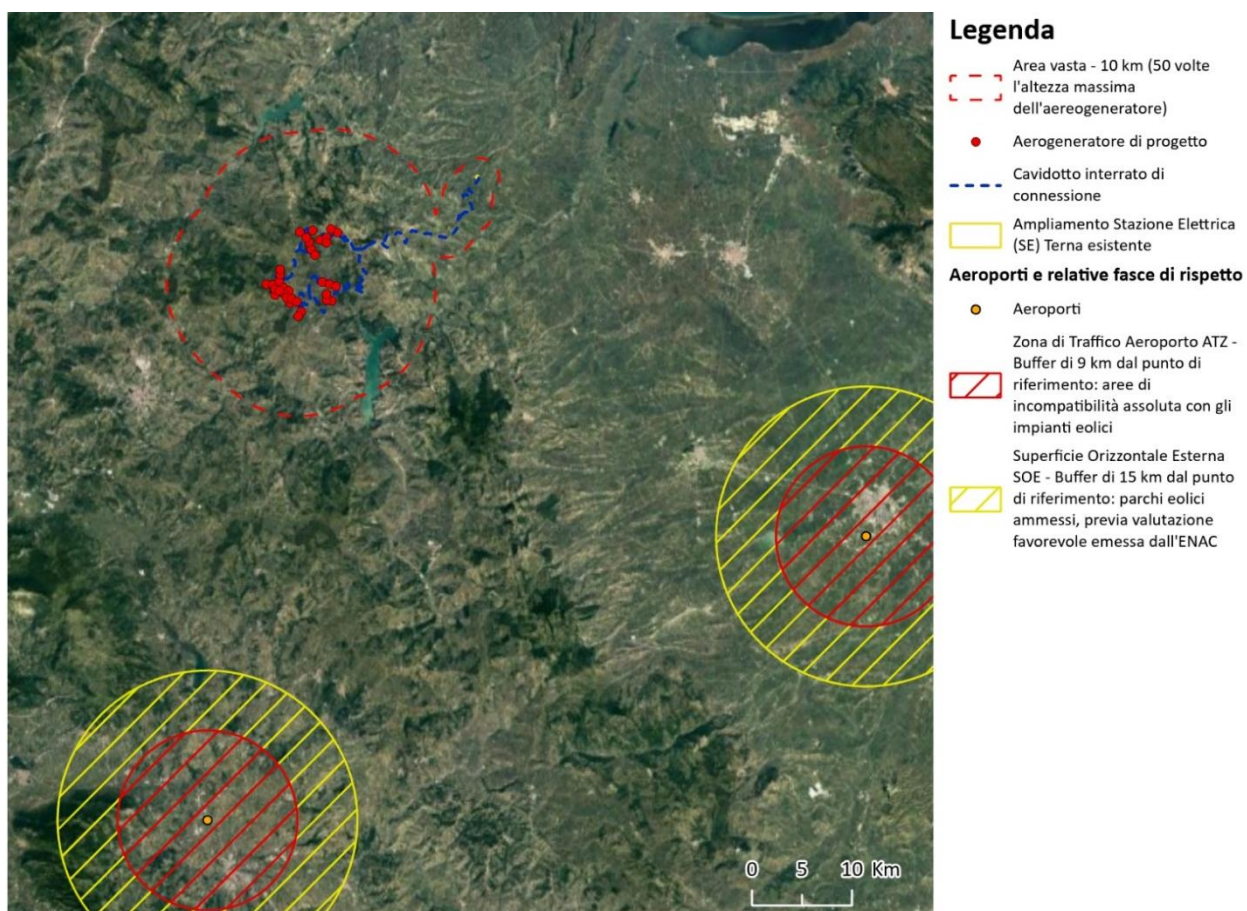 Legenda
Area vasta - 10 km (50 volte
l'altezza massima
dell'aereogeneratore)
Aerogeneratore di progetto
Cavidotto interrato di
connessione
Ampliamento Stazione Elettrica
(SE) Terna esistente
Aeroporti e relative fasce di rispetto
Aeroporti
Zona di Traffico Aeroporto ATZ -
Buffer di 9 km dal punto di
riferimento: aree di
incompatibilità assoluta con gli
impianti eolici
Superficie Orizzontale Esterna
SOE - Buffer di 15 km dal punto
di riferimento: parchi eolici
ammessi, previa valutazione
favorevole emessa dall'ENAC
0 5 10 Km